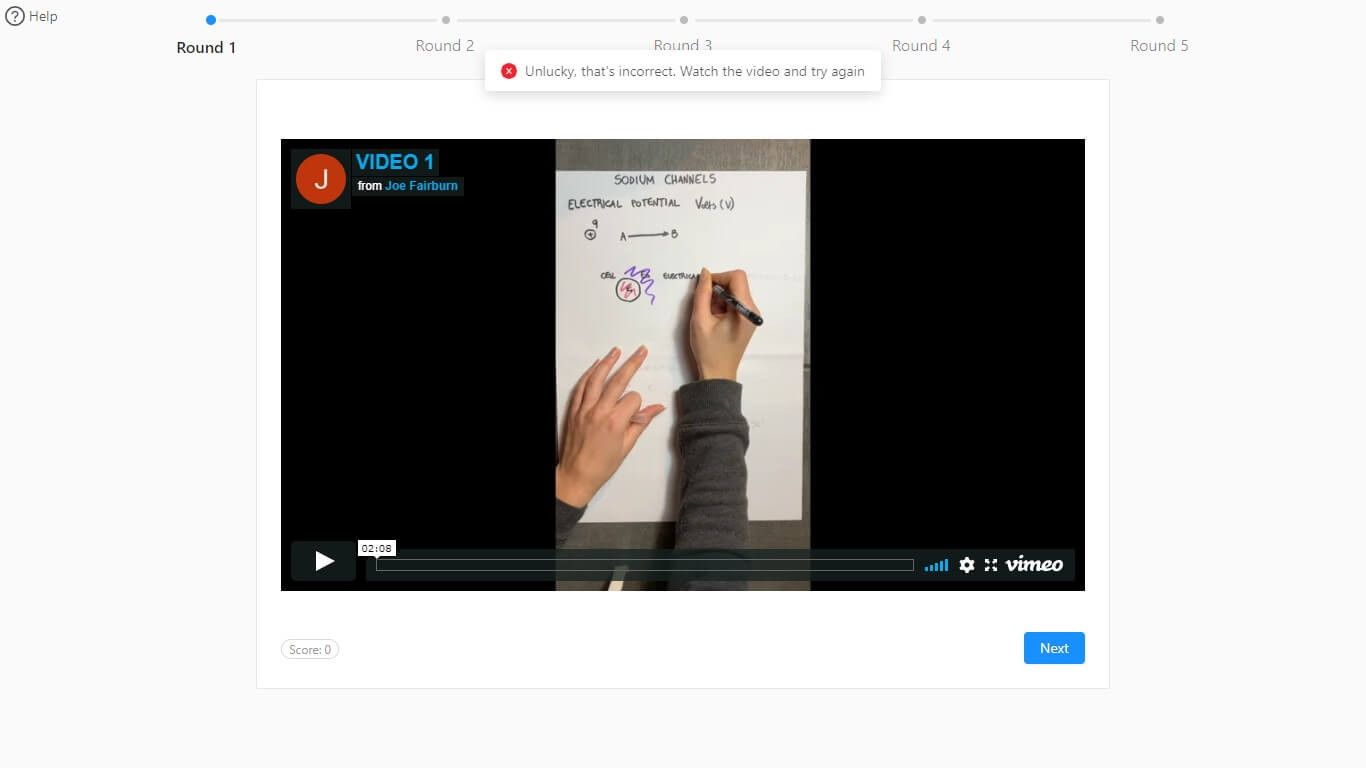 Help
Round 1
Round 2
Round 3
Round 4
Round 5
Unlucky, that's incorrect. Watch the video and try again
J
VIDEO 1
from Joe Fairburn
SODIUM CHANNELS
ELECTRICAL POTENTIAL Volts (V)
q
+
A B
CELL ES ELECTRICA
02:08
vimeo
Score: 0
Next